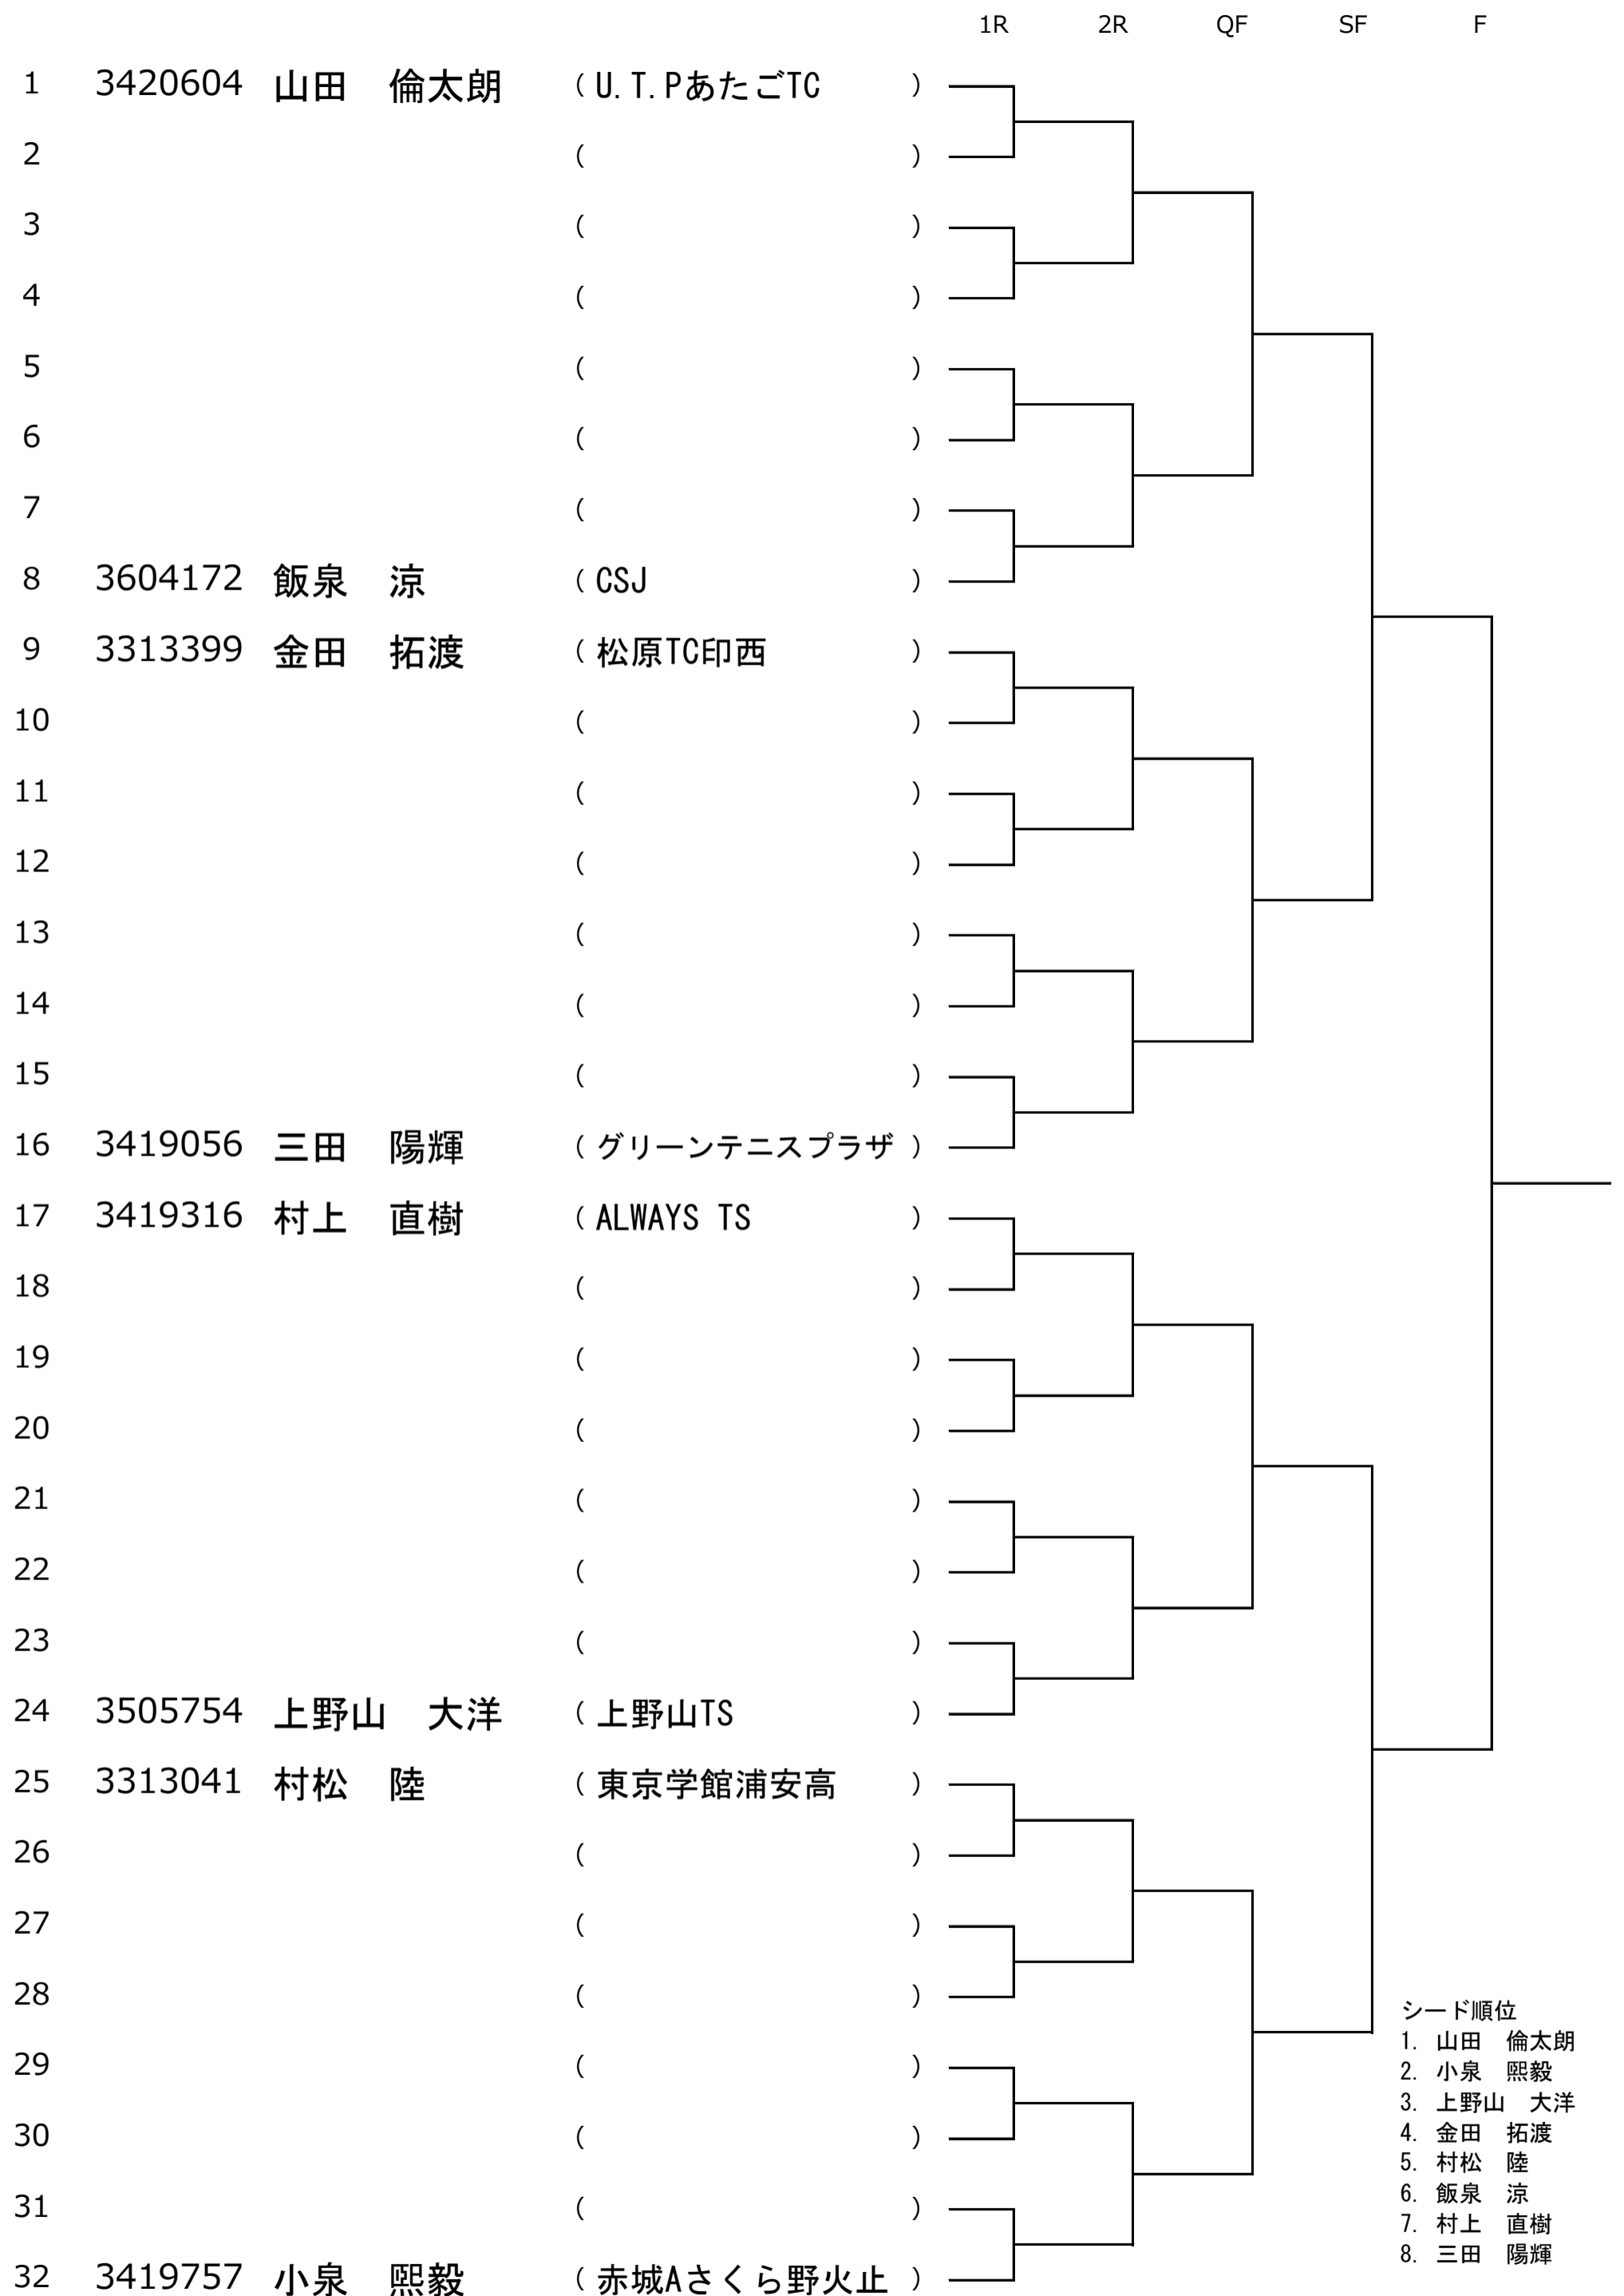 1R 2R QF SF F
1 3420604 山田　倫太朗 ( U.T.PあたごTC )
2 ( )
3 ( )
4 ( )
5 ( )
6 ( )
7 ( )
8 3604172 飯泉　涼 ( CSJ )
9 3313399 金田　拓渡 ( 松原TC印西 )
10 ( )
11 ( )
12 ( )
13 ( )
14 ( )
15 ( )
16 3419056 三田　陽輝 ( グリーンテニスプラザ )
17 3419316 村上　直樹 ( ALWAYS TS )
18 ( )
19 ( )
20 ( )
21 ( )
22 ( )
23 ( )
24 3505754 上野山　大洋 ( 上野山TS )
25 3313041 村松　陸 ( 東京学館浦安高 )
26 ( )
27 ( )
28 ( )
29 ( )
30 ( )
31 ( )
32 3419757 小泉　熙毅 ( 赤城Aさくら野火止 )
シード順位
1. 山田　倫太朗
2. 小泉　熙毅
3. 上野山　大洋
4. 金田　拓渡
5. 村松　陸
6. 飯泉　涼
7. 村上　直樹
8. 三田　陽輝